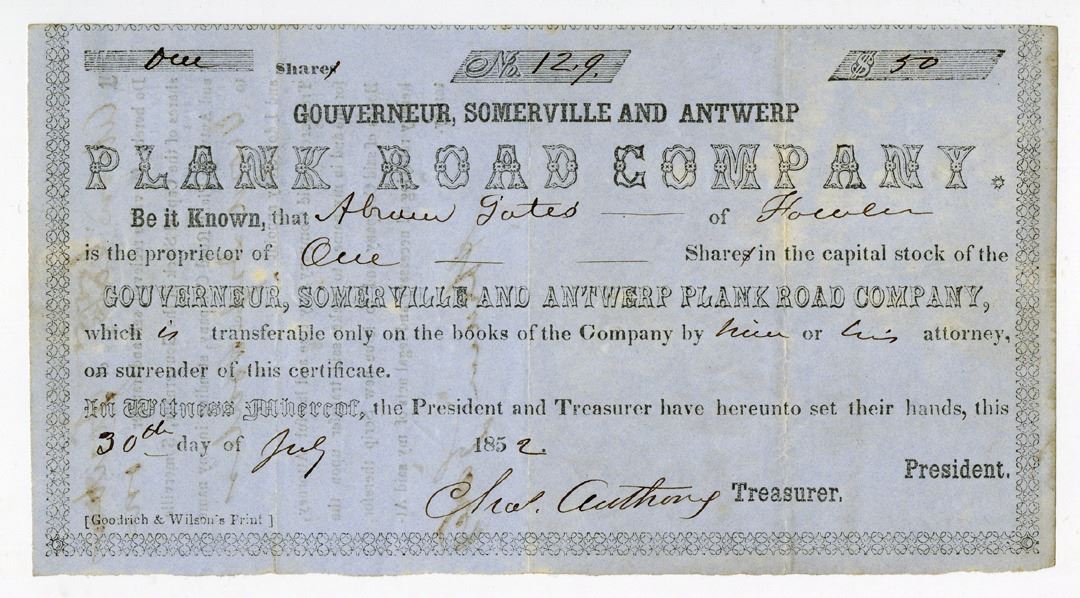 One Shares No. 129. $ 50
GOUVERNEUR, SOMERVILLE AND ANTWERP
PLANK ROAD COMPANY.
Be it Known, that Abram Gates of Fowler
is the proprietor of One Shares in the capital stock of the
GOUVERNEUR, SOMERVILLE AND ANTWERP PLANK ROAD COMPANY,
which is transferable only on the books of the Company by him or his attorney,
on surrender of this certificate.
In Witness Whereof, the President and Treasurer have hereunto set their hands, this
30th day of July 1852.
President.
Chas. Anthony Treasurer.
[Goodrich & Wilson's Print]